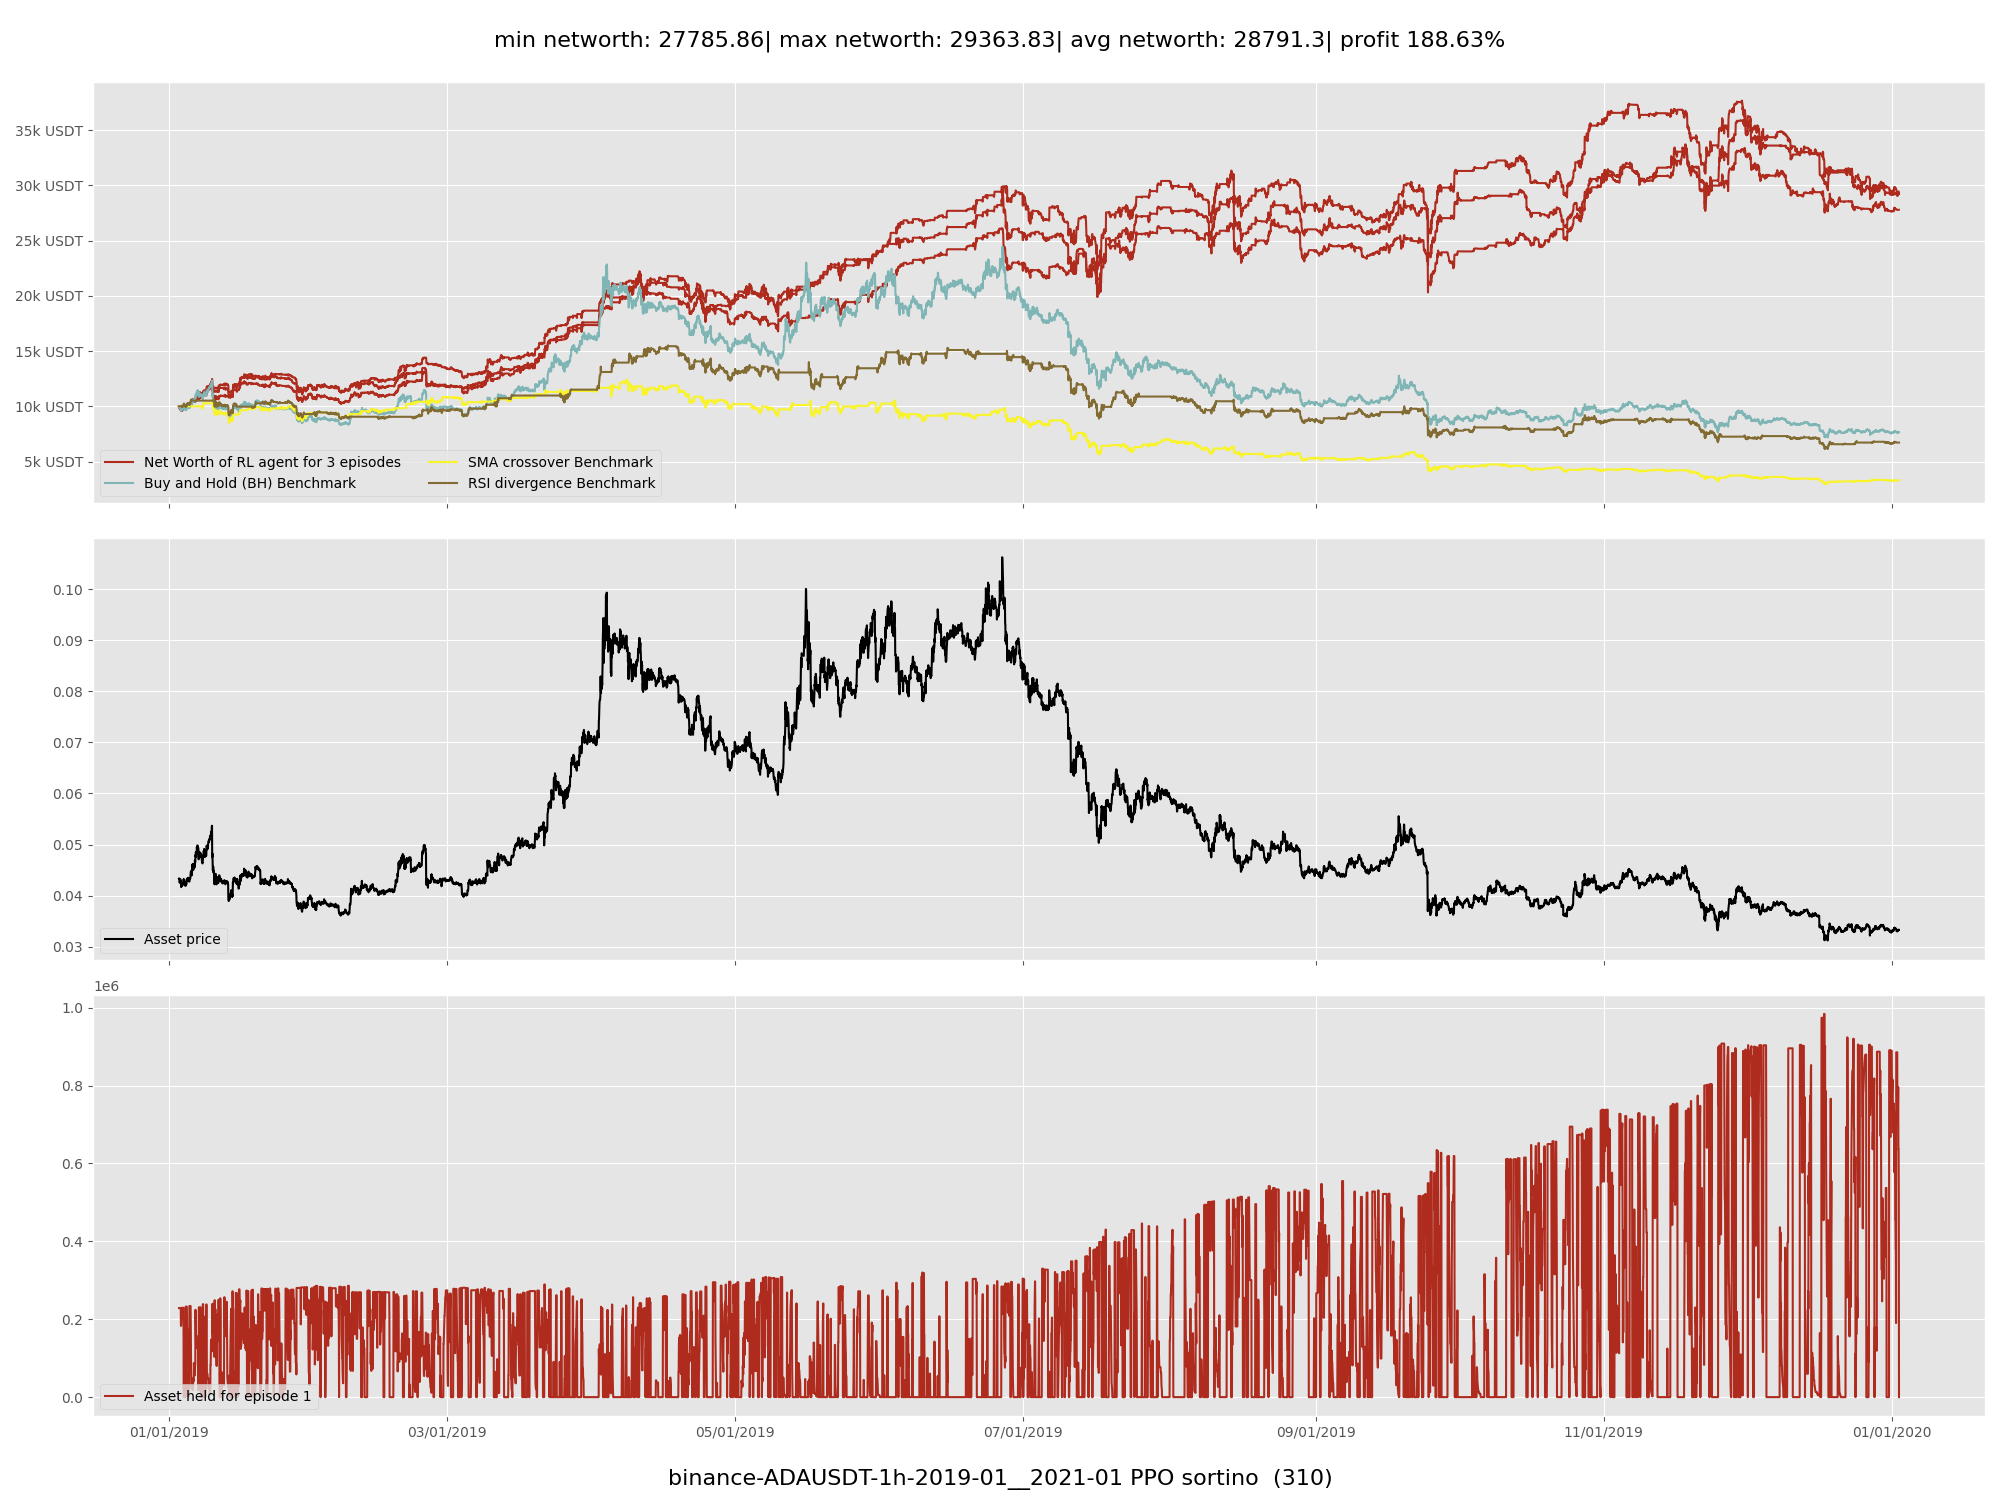 min networth: 27785.86| max networth: 29363.83| avg networth: 28791.3| profit 188.63%
35k USDT
30k USDT
25k USDT
20k USDT
15k USDT
10k USDT
5k USDT
Net Worth of RL agent for 3 episodes
Buy and Hold (BH) Benchmark
SMA crossover Benchmark
RSI divergence Benchmark
0.10
0.09
0.08
0.07
0.06
0.05
0.04
0.03
Asset price
1e6
1.0
0.8
0.6
0.4
0.2
0.0
Asset held for episode 1
01/01/2019 03/01/2019 05/01/2019 07/01/2019 09/01/2019 11/01/2019 01/01/2020
binance-ADAUSDT-1h-2019-01__2021-01 PPO sortino (310)